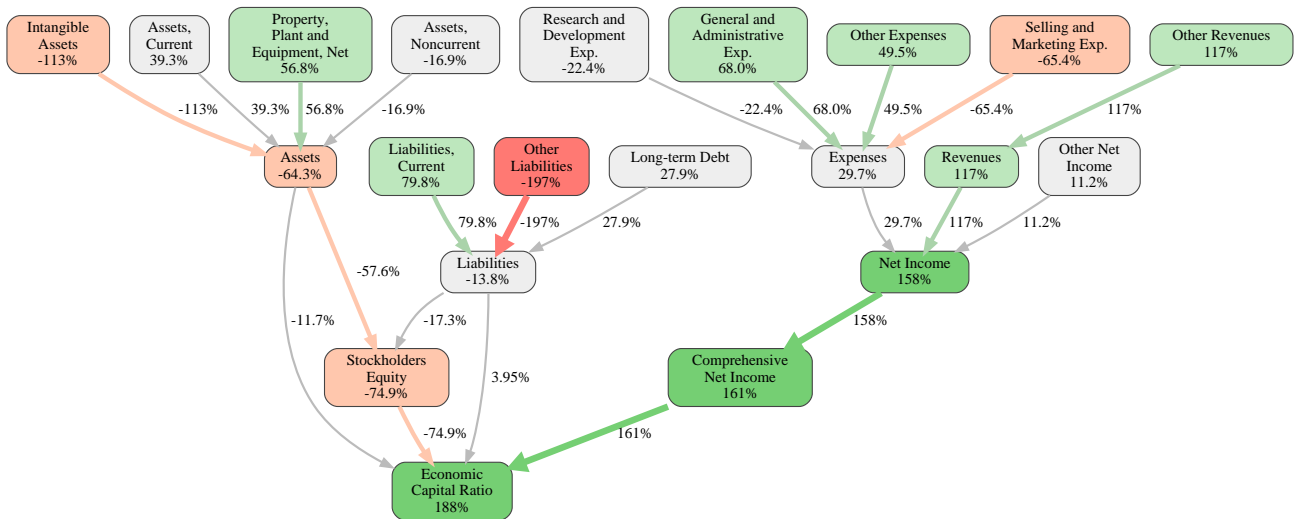 Intangible
Assets
-113%
Assets,
Current
39.3%
Property,
Plant and
Equipment, Net
56.8%
Assets,
Noncurrent
-16.9%
Research and
Development
Exp.
-22.4%
General and
Administrative
Exp.
68.0%
Other Expenses
49.5%
Selling and
Marketing Exp.
-65.4%
Other Revenues
117%
-113%
39.3%
56.8%
-16.9%
-22.4%
68.0%
49.5%
-65.4%
117%
Assets
-64.3%
Liabilities,
Current
79.8%
Other
Liabilities
-197%
Long-term Debt
27.9%
Expenses
29.7%
Revenues
117%
Other Net
Income
11.2%
79.8%
-197%
27.9%
29.7%
117%
11.2%
-57.6%
Liabilities
-13.8%
Net Income
158%
-11.7%
-17.3%
158%
Stockholders
Equity
-74.9%
3.95%
Comprehensive
Net Income
161%
-74.9%
161%
Economic
Capital Ratio
188%